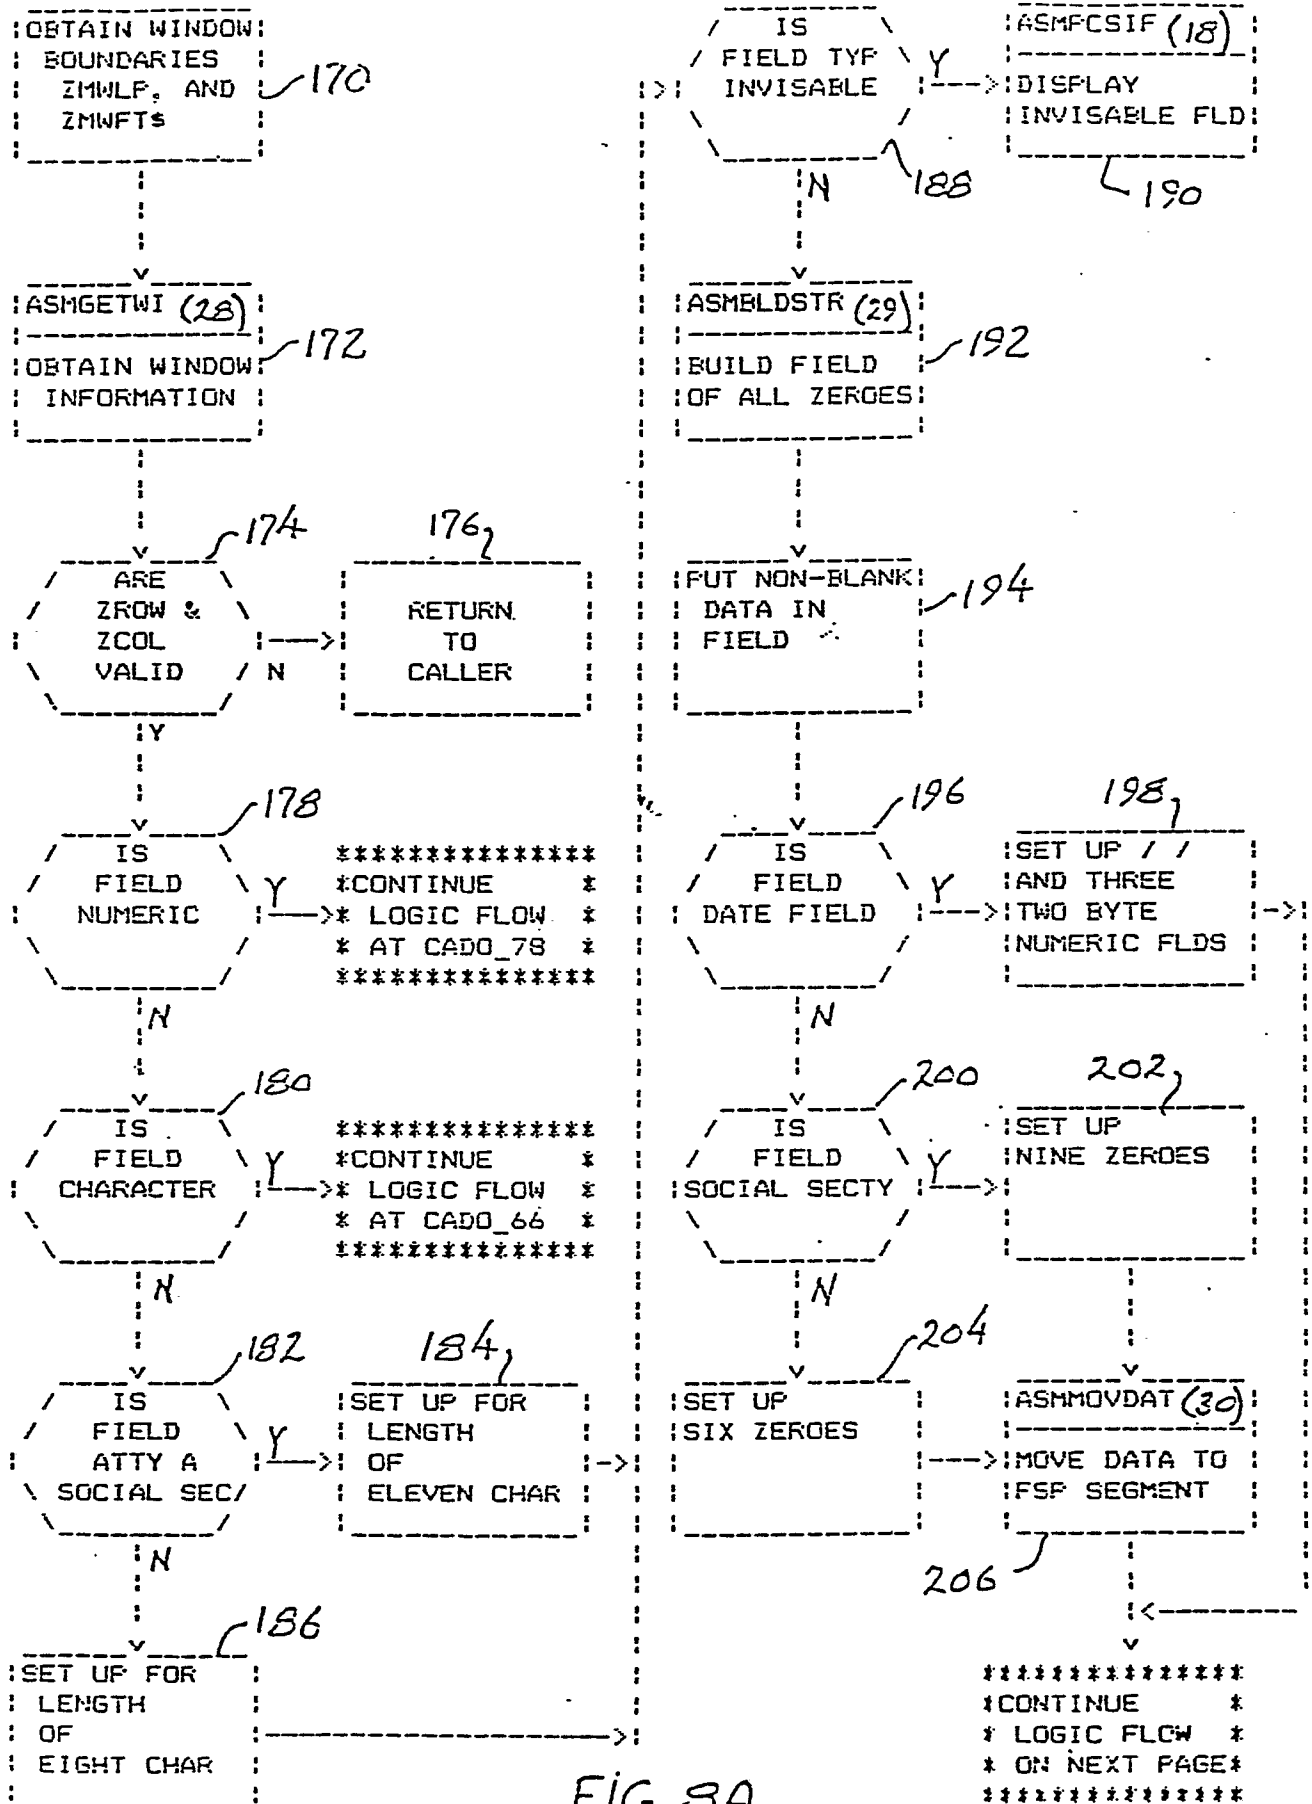 OBTAIN WINDOW
BOUNDARIES
ZMWLP, AND
ZMWFT$
170
ASMGETWI (28)
OBTAIN WINDOW
INFORMATION
172
174
ARE
ZROW &
ZCOL
VALID
N
Y
176
RETURN
TO
CALLER
178
IS
FIELD
NUMERIC
Y
N
***************
*CONTINUE *
* LOGIC FLOW *
* AT CADO_78 *
***************
180
IS
FIELD
CHARACTER
Y
N
***************
*CONTINUE *
* LOGIC FLOW *
* AT CADO_66 *
***************
182
IS
FIELD
ATTY A
SOCIAL SEC
Y
N
184
SET UP FOR
LENGTH
OF
ELEVEN CHAR
186
SET UP FOR
LENGTH
OF
EIGHT CHAR
IS
FIELD TYP
INVISABLE
Y
N
188
ASMPCSIF (18)
DISPLAY
INVISABLE FLD
190
ASMBLDSTR (29)
BUILD FIELD
OF ALL ZEROES
192
PUT NON-BLANK
DATA IN
FIELD
194
196
IS
FIELD
DATE FIELD
Y
N
198
SET UP / /
AND THREE
TWO BYTE
NUMERIC FLDS
200
IS
FIELD
SOCIAL SECTY
Y
N
202
SET UP
NINE ZEROES
204
SET UP
SIX ZEROES
ASMMOVDAT (30)
MOVE DATA TO
FSP SEGMENT
206
***************
*CONTINUE *
* LOGIC FLOW *
* ON NEXT PAGE*
***************
FIG 8A